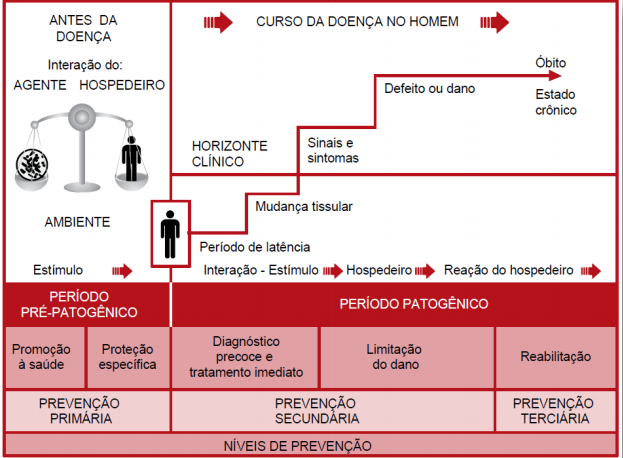 ANTES DA
DOENÇA
CURSO DA DOENÇA NO HOMEM
Interação do:
AGENTE HOSPEDEIRO
AMBIENTE
Estímulo
HORIZONTE
CLÍNICO
Óbito
Estado
crônico
Defeito ou dano
Sinais e
sintomas
Mudança tissular
Período de latência
Interação - Estímulo
Hospedeiro
Reação do hospedeiro
PERÍODO
PRÉ-PATOGÊNICO
PERÍODO PATOGÊNICO
Promoção
à saúde
Proteção
específica
Diagnóstico
precoce e
tratamento imediato
Limitação
do dano
Reabilitação
PREVENÇÃO
PRIMÁRIA
PREVENÇÃO
SECUNDÁRIA
PREVENÇÃO
TERCIÁRIA
NÍVEIS DE PREVENÇÃO